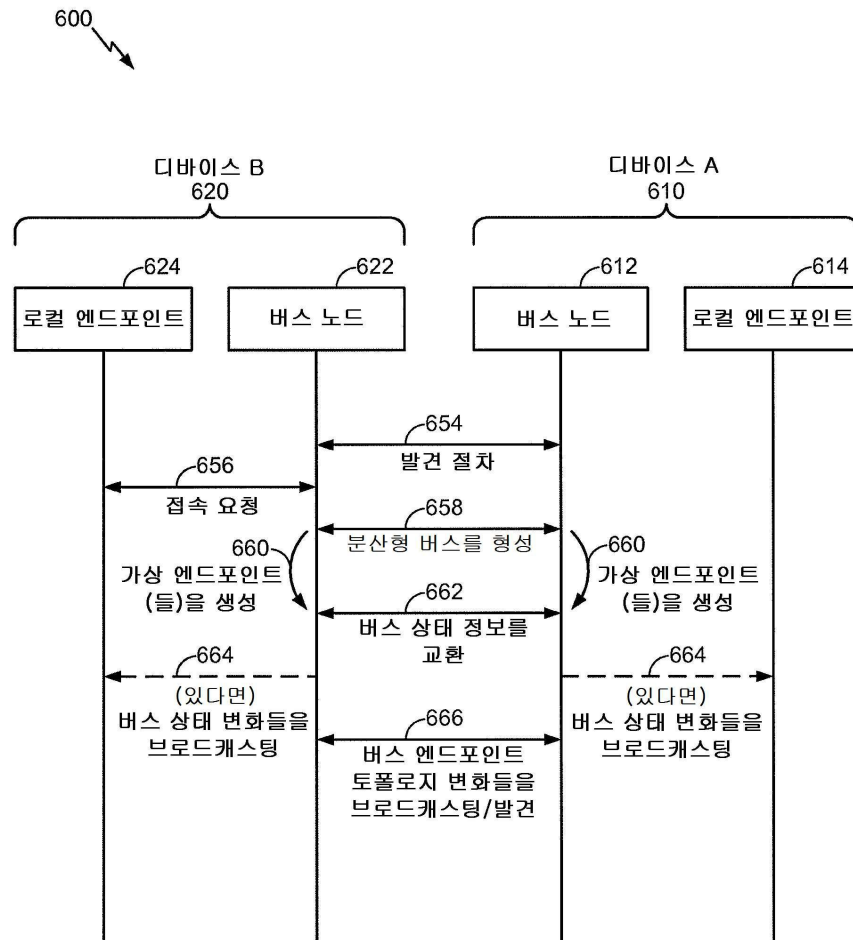 600
디바이스 B
620
디바이스 A
610
624
622
612
614
로컬 엔드포인트
버스 노드
버스 노드
로컬 엔드포인트
654
발견 절차
656
접속 요청
658
분산형 버스를 형성
660
가상 엔드포인트
(들)을 생성
660
가상 엔드포인트
(들)을 생성
662
버스 상태 정보를
교환
664
(있다면)
버스 상태 변화들을
브로드캐스팅
664
(있다면)
버스 상태 변화들을
브로드캐스팅
666
버스 엔드포인트
토폴로지 변화들을
브로드캐스팅/발견